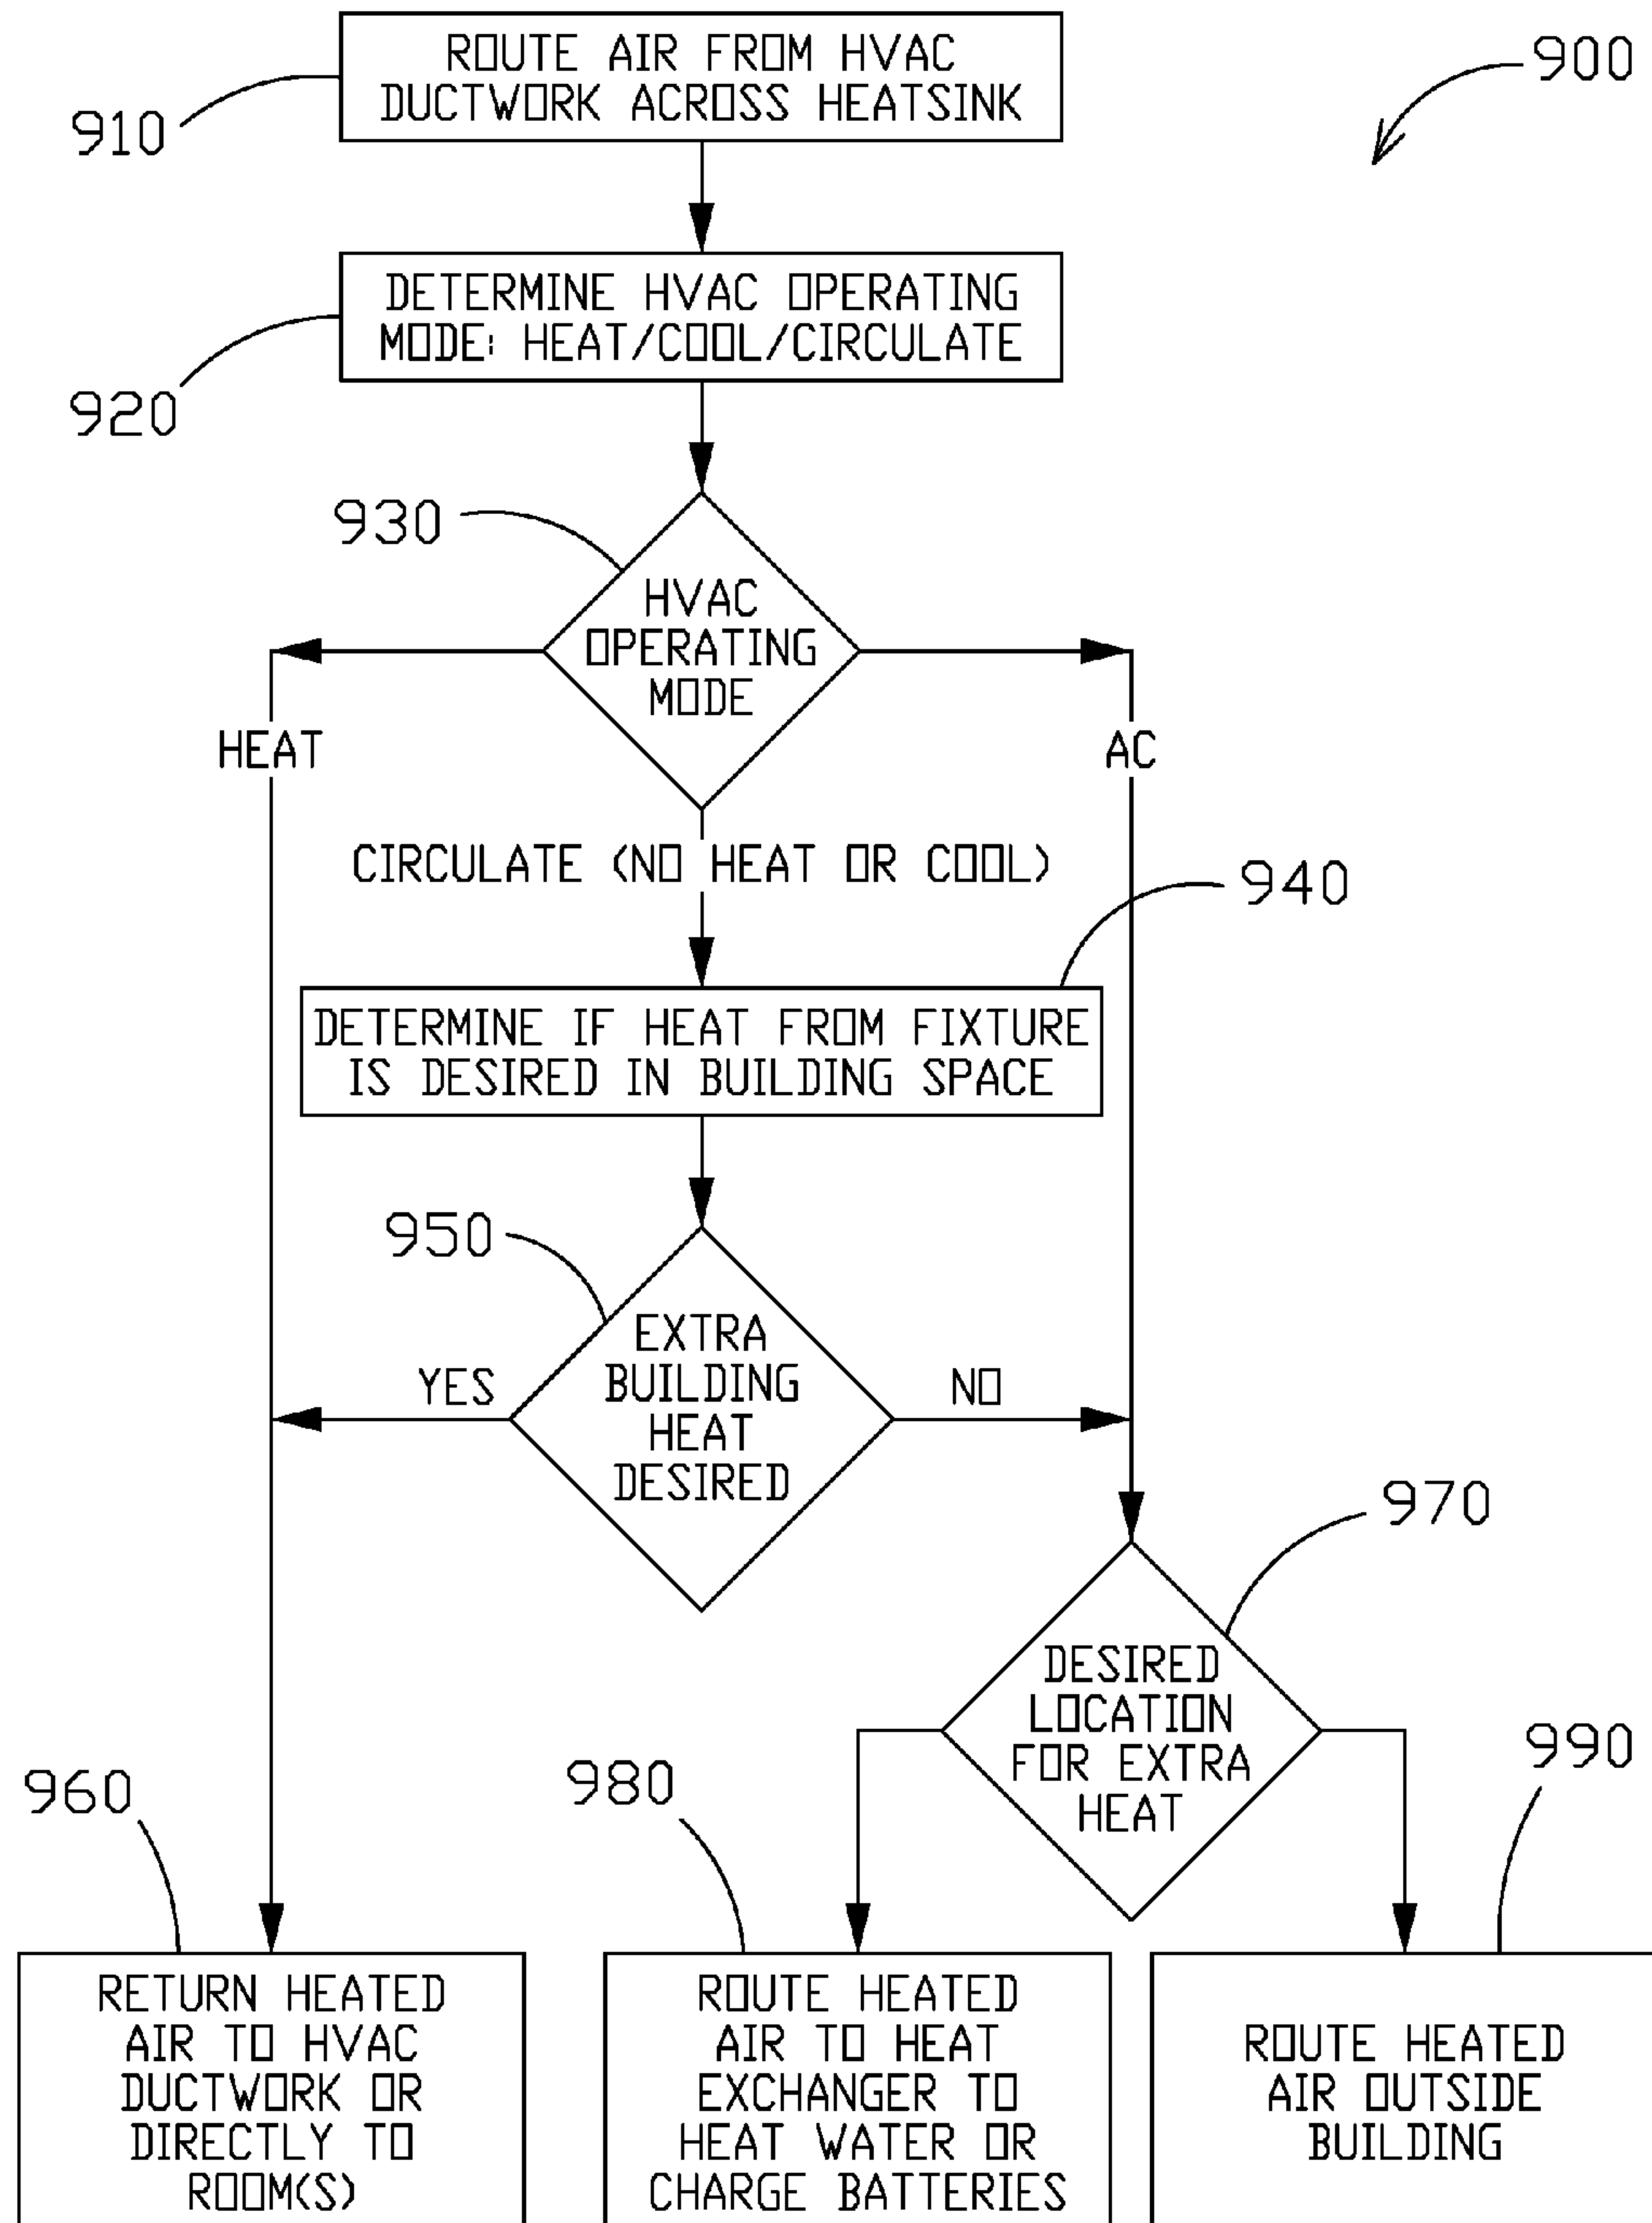 ROUTE AIR FROM HVAC
DUCTWORK ACROSS HEATSINK
900
910
DETERMINE HVAC OPERATING
MODE: HEAT/COOL/CIRCULATE
920
930
HVAC
OPERATING
MODE
HEAT
AC
CIRCULATE (NO HEAT OR COOL)
940
DETERMINE IF HEAT FROM FIXTURE
IS DESIRED IN BUILDING SPACE
950
EXTRA
BUILDING
HEAT
DESIRED
YES
NO
970
DESIRED
LOCATION
FOR EXTRA
HEAT
960
980
990
RETURN HEATED
AIR TO HVAC
DUCTWORK OR
DIRECTLY TO
ROOM(S)
ROUTE HEATED
AIR TO HEAT
EXCHANGER TO
HEAT WATER OR
CHARGE BATTERIES
ROUTE HEATED
AIR OUTSIDE
BUILDING